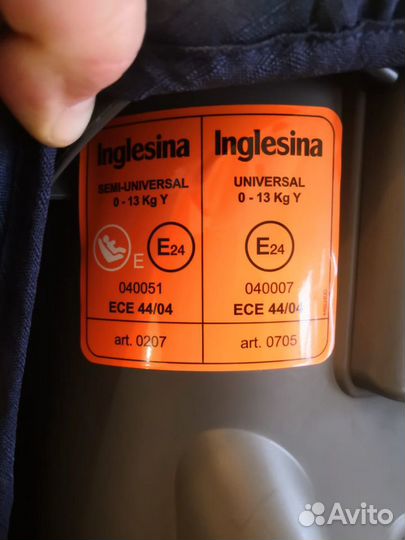 Inglesina
SEMI-UNIVERSAL
0 - 13 Kg Y
E
E24
040051
ECE 44/04
art. 0207
Inglesina
UNIVERSAL
0 - 13 Kg Y
E24
040007
ECE 44/04
art. 0705
Avito